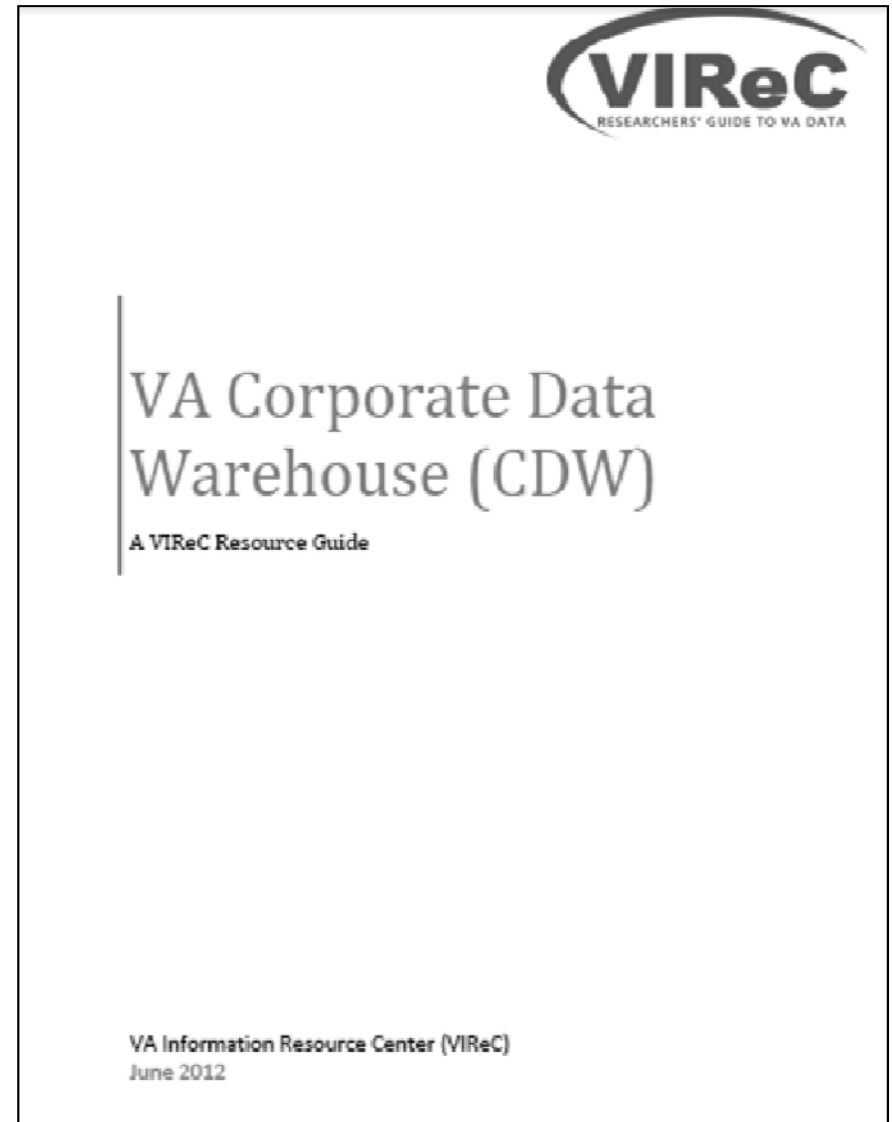 VIReC
RESEARCHERS' GUIDE TO VA DATA
VA Corporate Data
Warehouse (CDW)
A VIReC Resource Guide
VA Information Resource Center (VIReC)
June 2012